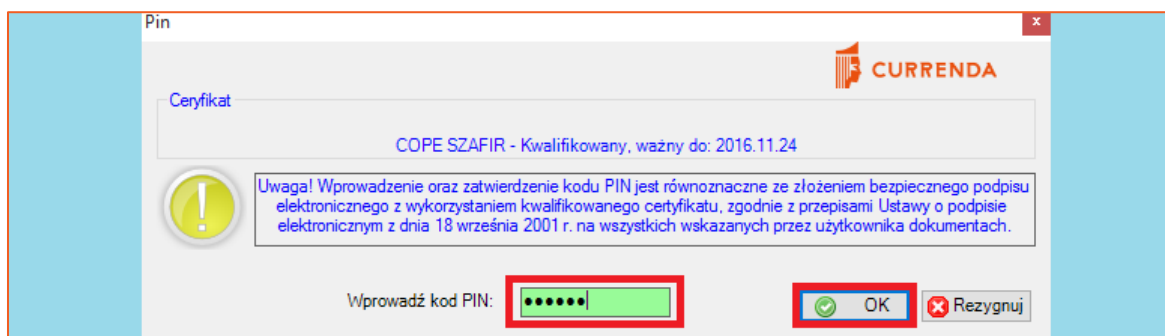 Pin
x
CURRENDA
Ceryfikat
COPE SZAFIR - Kwalifikowany, ważny do: 2016.11.24
Uwaga! Wprowadzenie oraz zatwierdzenie kodu PIN jest równoznaczne ze złożeniem bezpiecznego podpisu
elektronicznego z wykorzystaniem kwalifikowanego certyfikatu, zgodnie z przepisami Ustawy o podpisie
elektronicznym z dnia 18 września 2001 r. na wszystkich wskazanych przez użytkownika dokumentach.
Wprowadź kod PIN: ●●●●●● OK Rezygnuj